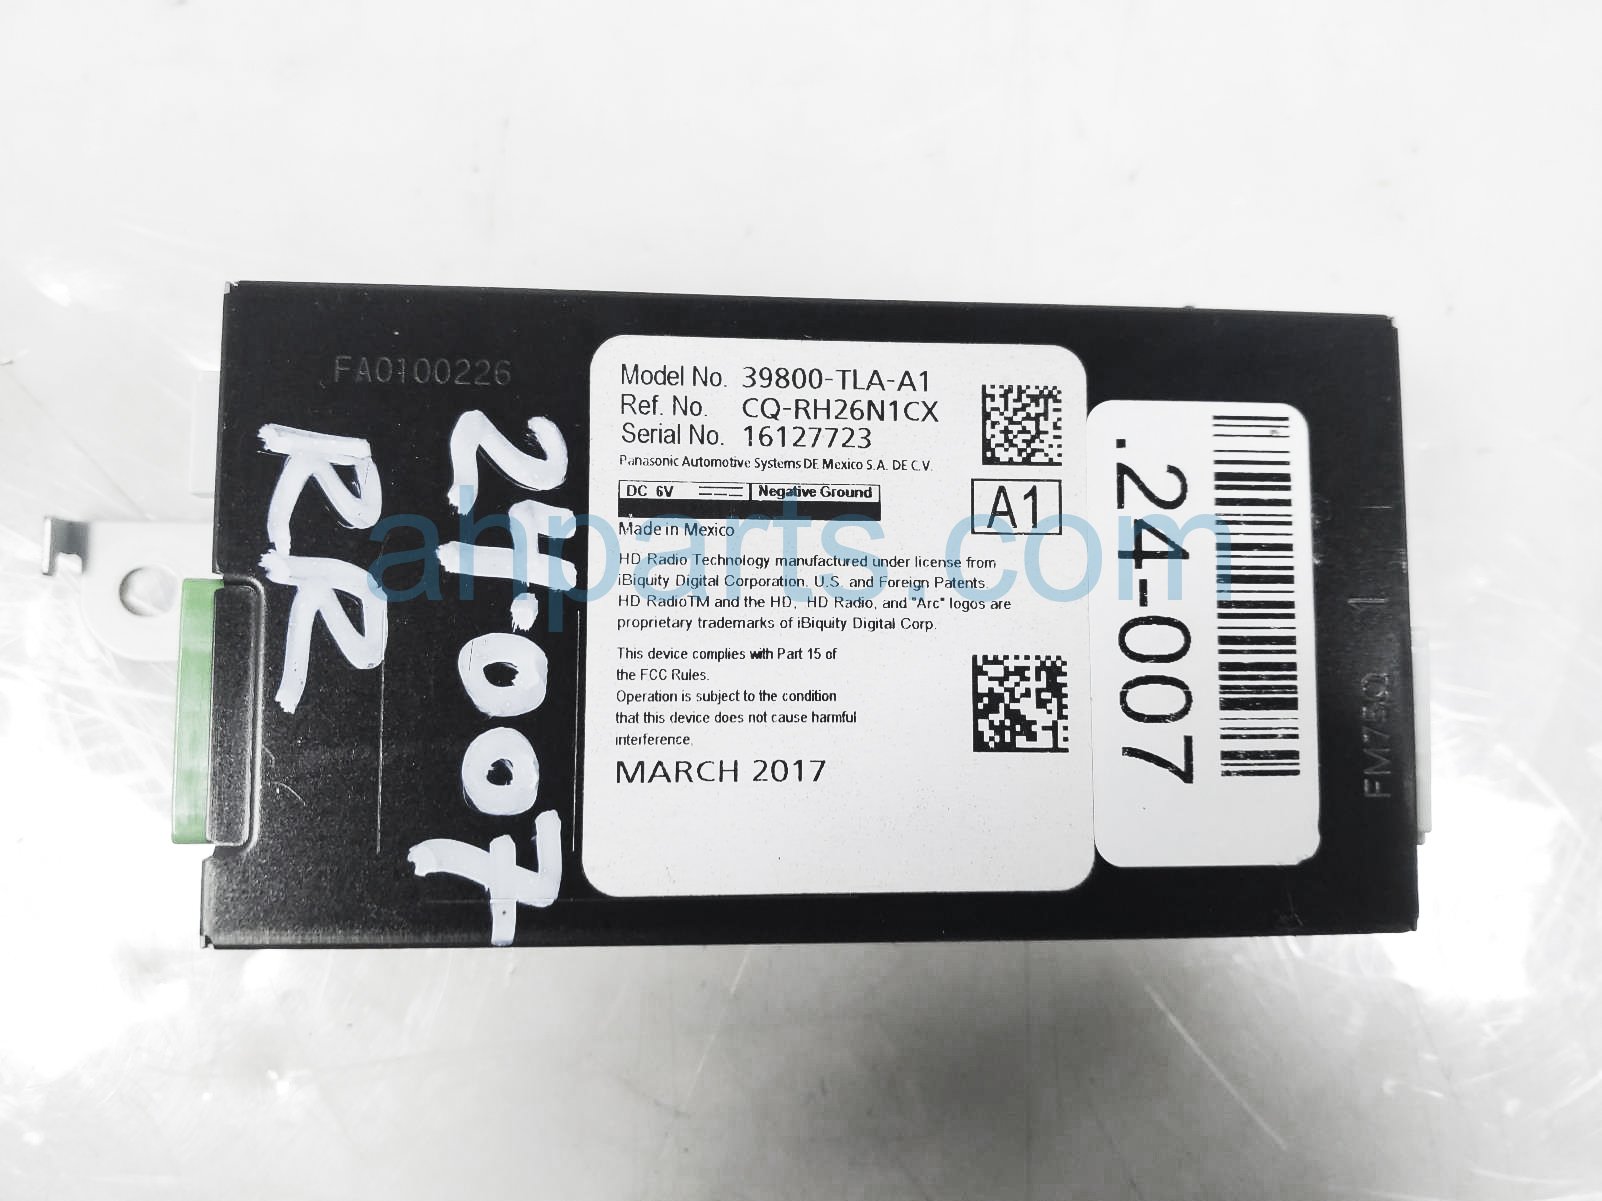 FA0100226
RR
24-007
Model No. 39800-TLA-A1
Ref. No. CQ-RH26N1CX
Serial No. 16127723
Panasonic Automotive Systems DE Mexico S.A. DE C.V.
DC 6V Negative Ground
A1
Made in Mexico
HD Radio Technology manufactured under license from
iBiquity Digital Corporation. U.S. and Foreign Patents.
HD RadioTM and the HD, HD Radio, and "Arc" logos are
proprietary trademarks of iBiquity Digital Corp.
This device complies with Part 15 of
the FCC Rules.
Operation is subject to the condition
that this device does not cause harmful
interference.
MARCH 2017
.24-007
ahparts.com